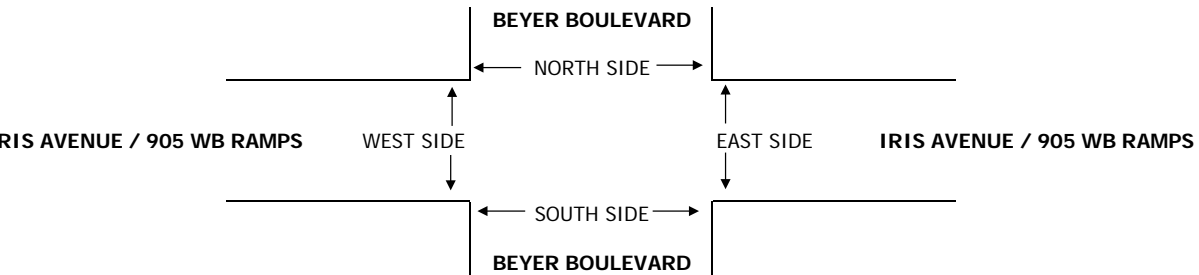 BEYER BOULEVARD
NORTH SIDE
RIS AVENUE / 905 WB RAMPS WEST SIDE EAST SIDE IRIS AVENUE / 905 WB RAMPS
SOUTH SIDE
BEYER BOULEVARD